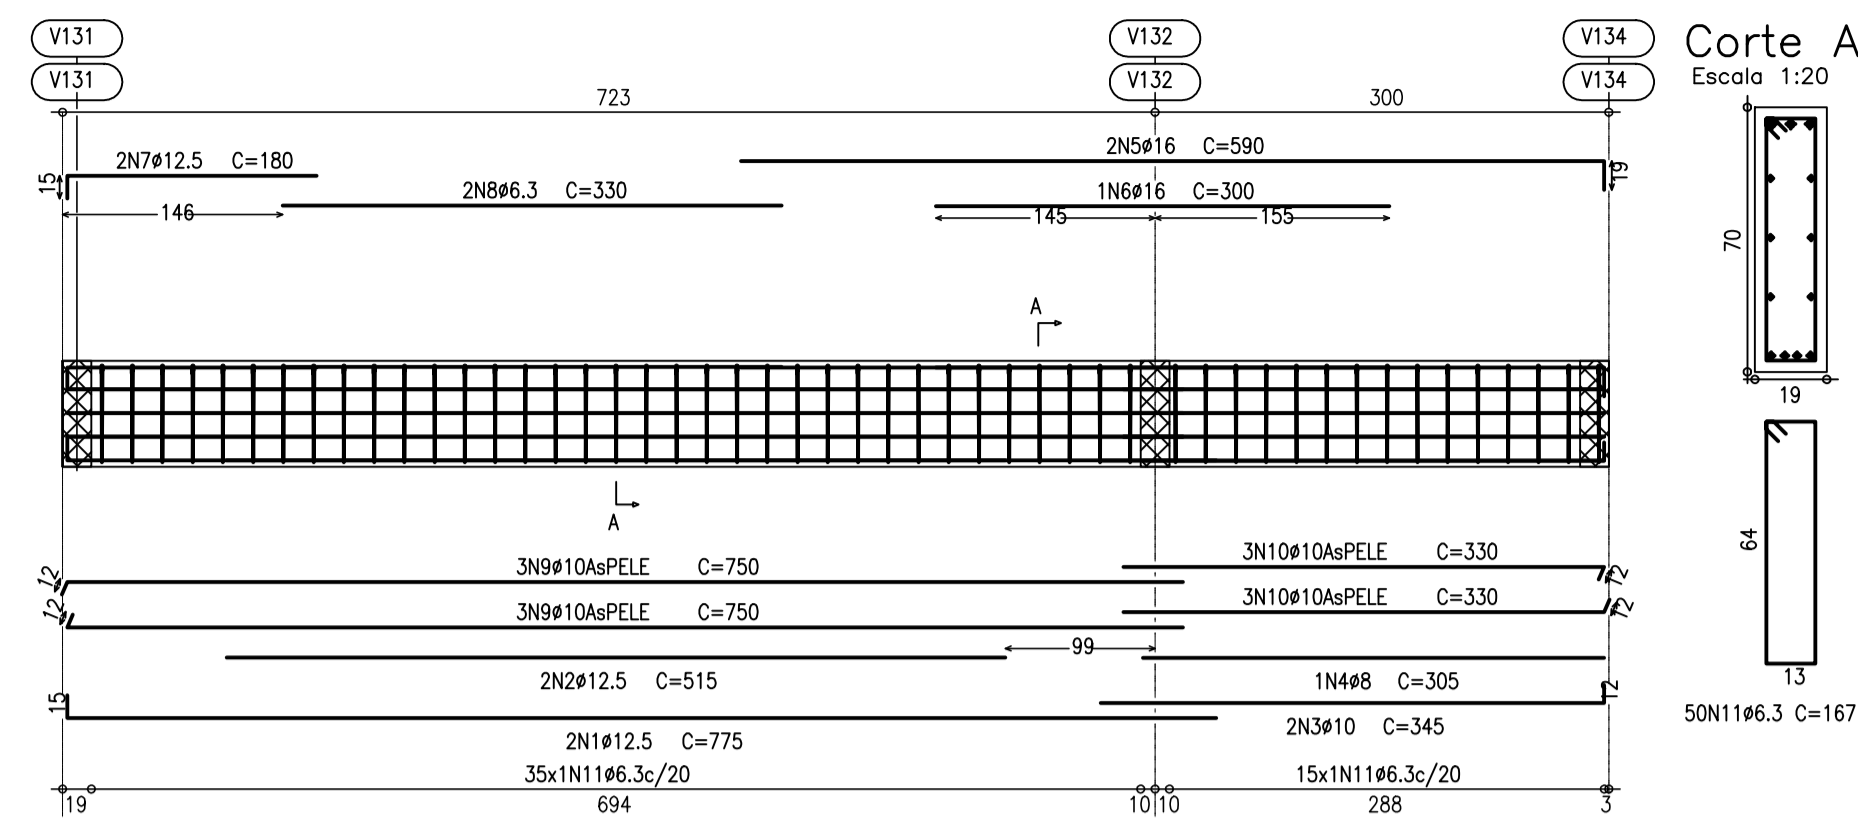 V131
V132
V134
Corte A
V131
V132
V134
Escala 1:20
723
300
2N5ø16 C=590
2N7ø12.5 C=180
15
19
2N8ø6.3 C=330
1N6ø16 C=300
146
145
155
70
A
19
A
64
3N9ø10AsPELE C=750
3N10ø10AsPELE C=330
12
12
3N9ø10AsPELE C=750
3N10ø10AsPELE C=330
12
12
99
2N2ø12.5 C=515
1N4ø8 C=305
13
15
12
50N11ø6.3 C=167
2N1ø12.5 C=775
2N3ø10 C=345
35x1N11ø6.3c/20
15x1N11ø6.3c/20
19
694
10
10
288
3